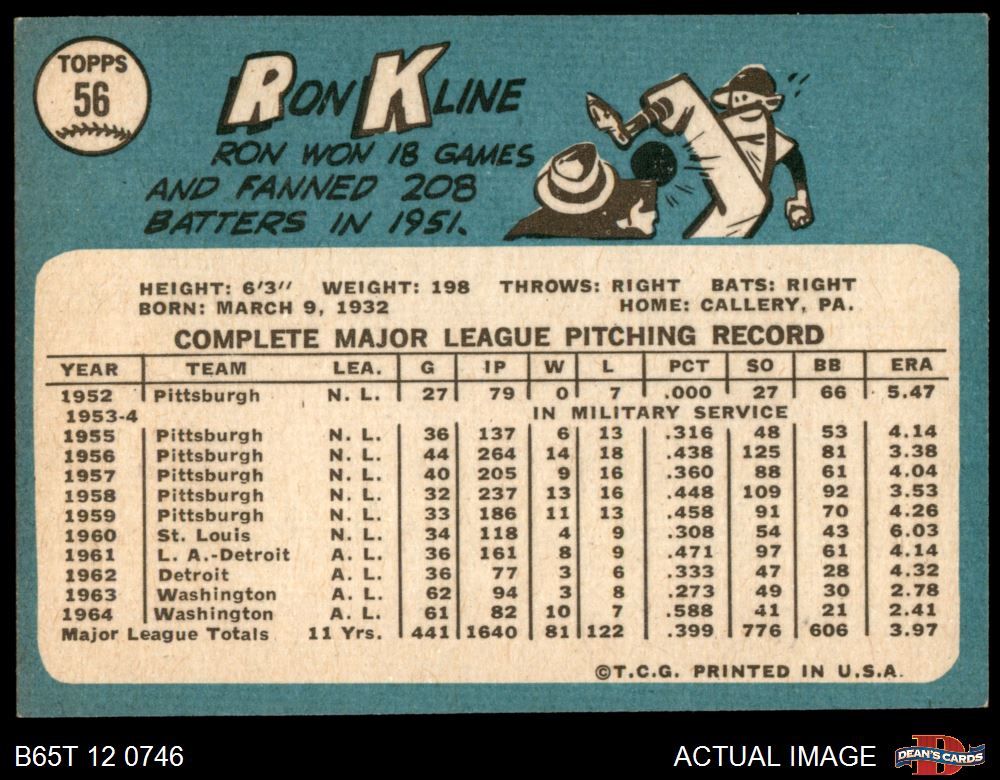 TOPPS
56
RON KLINE
RON WON 18 GAMES
AND FANNED 208
BATTERS IN 1951.
HEIGHT: 6'3" WEIGHT: 198 THROWS: RIGHT BATS: RIGHT
BORN: MARCH 9, 1932 HOME: CALLERY, PA.
COMPLETE MAJOR LEAGUE PITCHING RECORD
YEAR TEAM LEA. G IP W L PCT SO BB ERA
1952 Pittsburgh N. L. 27 79 0 7 .000 27 66 5.47
1953-4 IN MILITARY SERVICE
1955 Pittsburgh N. L. 36 137 6 13 .316 48 53 4.14
1956 Pittsburgh N. L. 44 264 14 18 .438 125 81 3.38
1957 Pittsburgh N. L. 40 205 9 16 .360 88 61 4.04
1958 Pittsburgh N. L. 32 237 13 16 .448 109 92 3.53
1959 Pittsburgh N. L. 33 186 11 13 .458 91 70 4.26
1960 St. Louis N. L. 34 118 4 9 .308 54 43 6.03
1961 L. A.-Detroit A. L. 36 161 8 9 .471 97 61 4.14
1962 Detroit A. L. 36 77 3 6 .333 47 28 4.32
1963 Washington A. L. 62 94 3 8 .273 49 30 2.78
1964 Washington A. L. 61 82 10 7 .588 41 21 2.41
Major League Totals 11 Yrs. 441 1640 81 122 .399 776 606 3.97
©T.C.G. PRINTED IN U.S.A.
B65T 12 0746
ACTUAL IMAGE
D
DEAN'S CARDS